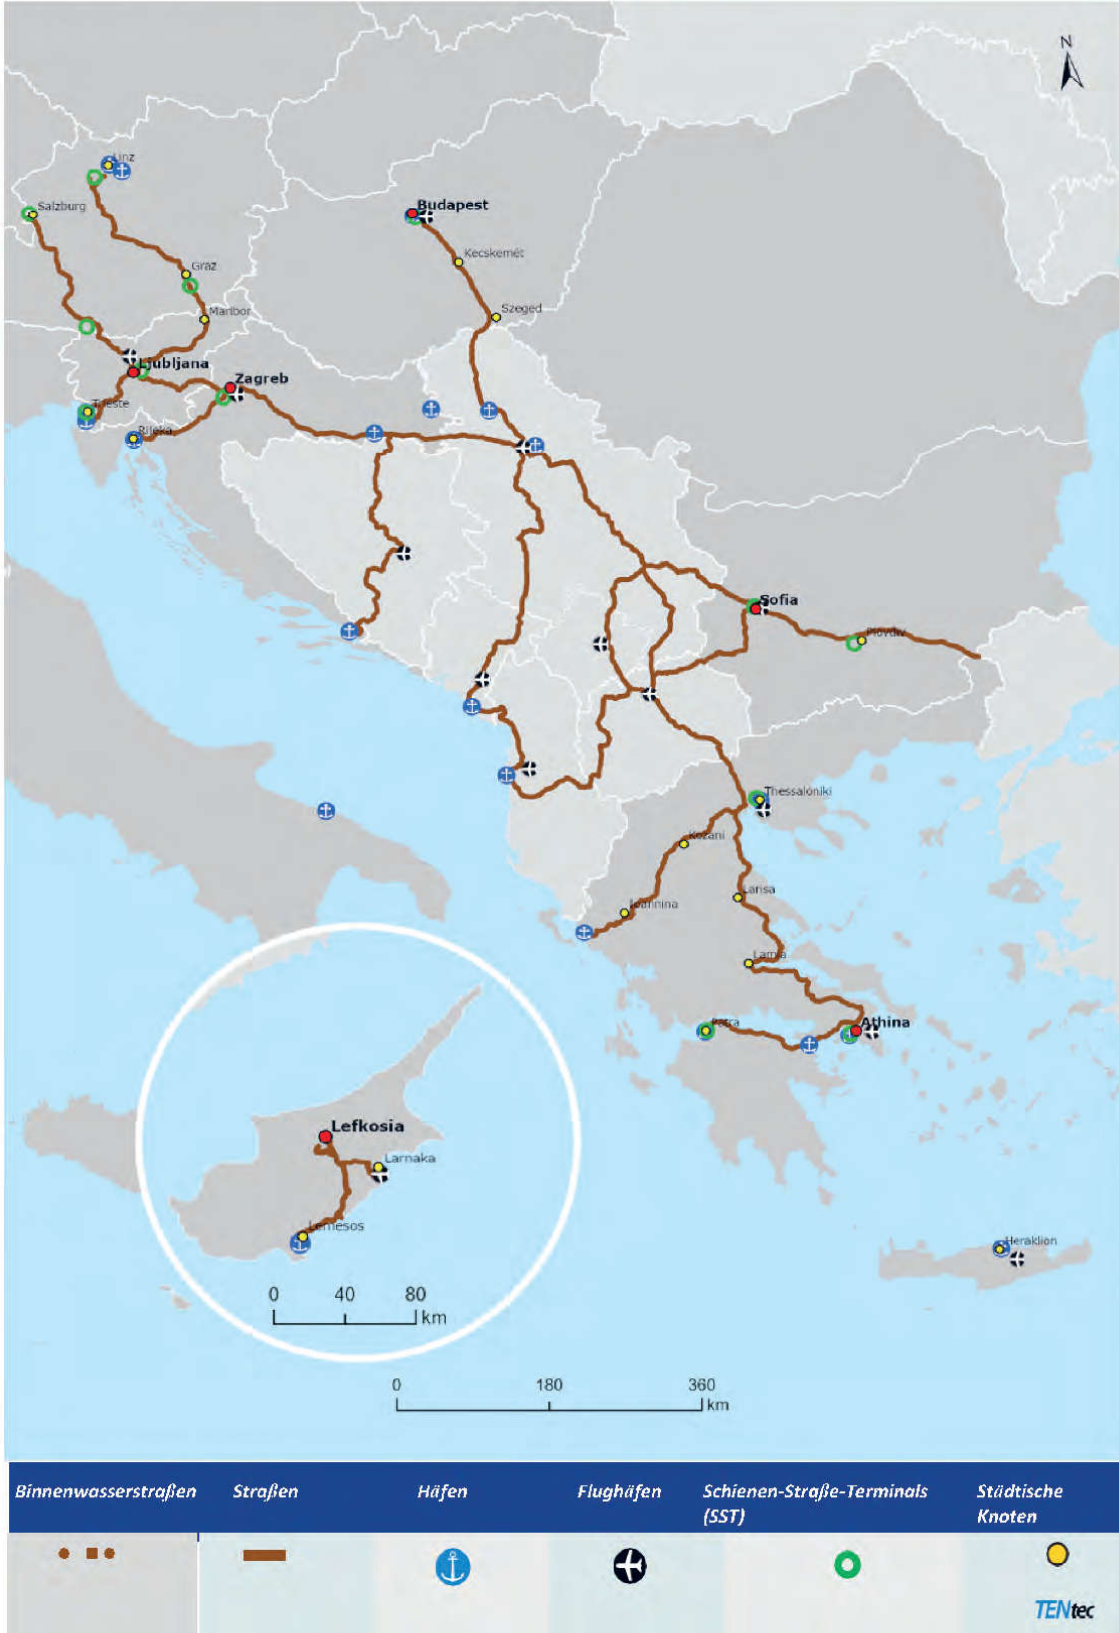 N
Linz
Salzburg
Budapest
Kecskemét
Graz
Szeged
Maribor
Ljubljana
Zagreb
Trieste
Rijeka
Sofia
Plovdiv
Thessaloniki
Kozani
Larisa
Ioannina
Lamia
Patra
Athina
Lefkosia
Larnaka
Lemesos
Heraklion
0 40 80
km
0 180 360
km
Binnenwasserstraßen Straßen Häfen Flughäfen Schienen-Straße-Terminals (SST) Städtische Knoten
TENtec